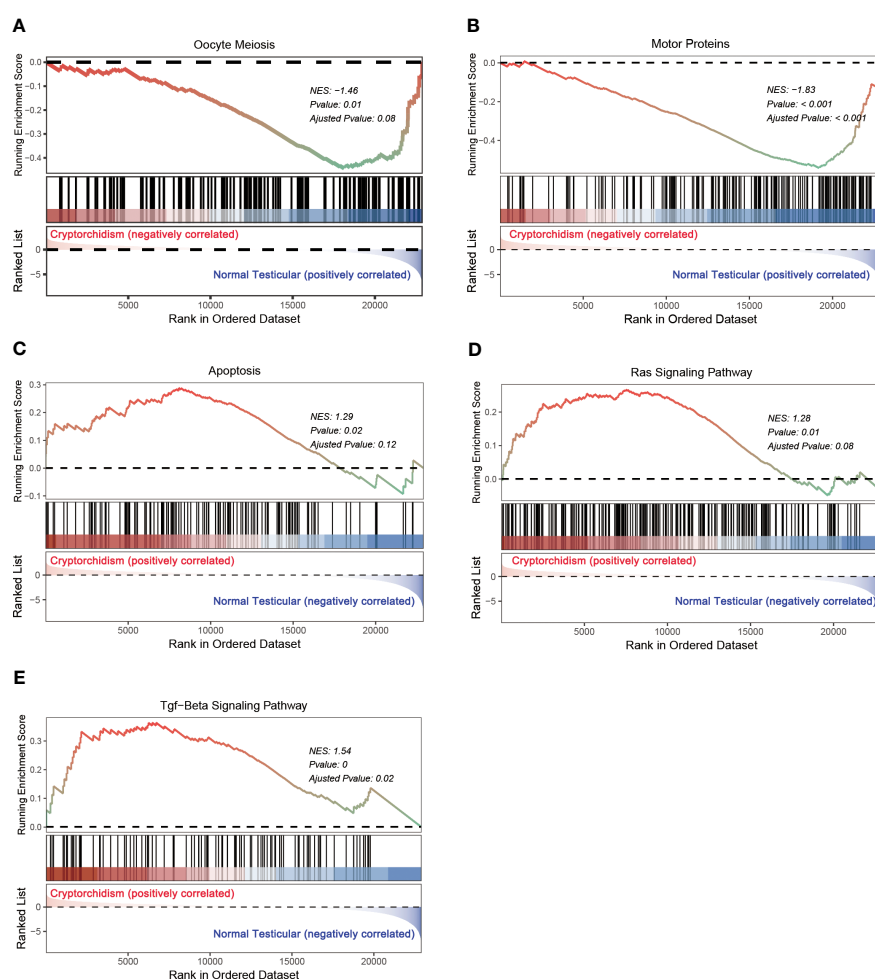 A
Oocyte Meiosis
Running Enrichment Score
0.0
−0.1
−0.2
−0.3
−0.4
NES: −1.46
Pvalue: 0.01
Ajusted Pvalue: 0.08
Ranked List
0
−5
Cryptorchidism (negatively correlated)
Normal Testicular (positively correlated)
5000 10000 15000 20000
Rank in Ordered Dataset
B
Motor Proteins
Running Enrichment Score
0.0
−0.2
−0.4
NES: −1.83
Pvalue: < 0.001
Ajusted Pvalue: < 0.001
Ranked List
0
−5
Cryptorchidism (negatively correlated)
Normal Testicular (positively correlated)
5000 10000 15000 20000
Rank in Ordered Dataset
C
Apoptosis
Running Enrichment Score
0.3
0.2
0.1
0.0
−0.1
NES: 1.29
Pvalue: 0.02
Ajusted Pvalue: 0.12
Ranked List
0
−5
Cryptorchidism (positively correlated)
Normal Testicular (negatively correlated)
5000 10000 15000 20000
Rank in Ordered Dataset
D
Ras Signaling Pathway
Running Enrichment Score
0.2
0.1
0.0
NES: 1.28
Pvalue: 0.01
Ajusted Pvalue: 0.08
Ranked List
0
−5
Cryptorchidism (positively correlated)
Normal Testicular (negatively correlated)
5000 10000 15000 20000
Rank in Ordered Dataset
E
Tgf−Beta Signaling Pathway
Running Enrichment Score
0.3
0.2
0.1
0.0
NES: 1.54
Pvalue: 0
Ajusted Pvalue: 0.02
Ranked List
0
−5
Cryptorchidism (positively correlated)
Normal Testicular (negatively correlated)
5000 10000 15000 20000
Rank in Ordered Dataset